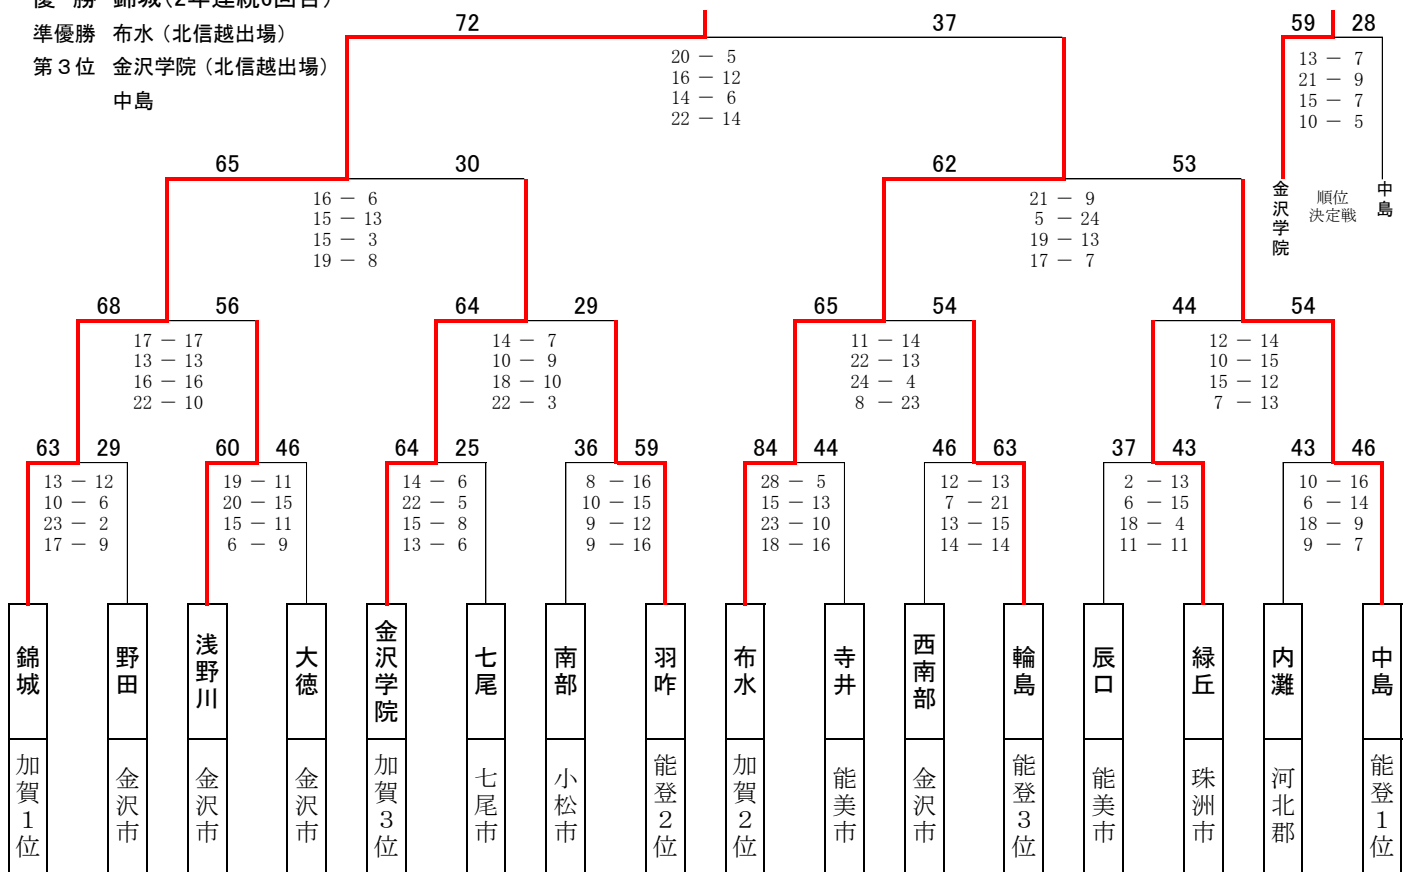 優　勝　錦城（2年連続6回目）
準優勝　布水（北信越出場）
第３位　金沢学院（北信越出場）
中島
72 37
20 － 5
16 － 12
14 － 6
22 － 14
59 28
13 － 7
21 － 9
15 － 7
10 － 5
金沢学院
順位
決定戦
中島
65 30
16 － 6
15 － 13
15 － 3
19 － 8
62 53
21 － 9
5 － 24
19 － 13
17 － 7
68 56
17 － 17
13 － 13
16 － 16
22 － 10
64 29
14 － 7
10 － 9
18 － 10
22 － 3
65 54
11 － 14
22 － 13
24 － 4
8 － 23
44 54
12 － 14
10 － 15
15 － 12
7 － 13
63 29
13 － 12
10 － 6
23 － 2
17 － 9
60 46
19 － 11
20 － 15
15 － 11
6 － 9
64 25
14 － 6
22 － 5
15 － 8
13 － 6
36 59
8 － 16
10 － 15
9 － 12
9 － 16
84 44
28 － 5
15 － 13
23 － 10
18 － 16
46 63
12 － 13
7 － 21
13 － 15
14 － 14
37 43
2 － 13
6 － 15
18 － 4
11 － 11
43 46
10 － 16
6 － 14
18 － 9
9 － 7
錦城
野田
浅野川
大徳
金沢学院
七尾
南部
羽咋
布水
寺井
西南部
輪島
辰口
緑丘
内灘
中島
加賀１位
金沢市
金沢市
金沢市
加賀３位
七尾市
小松市
能登２位
加賀２位
能美市
金沢市
能登３位
能美市
珠洲市
河北郡
能登１位